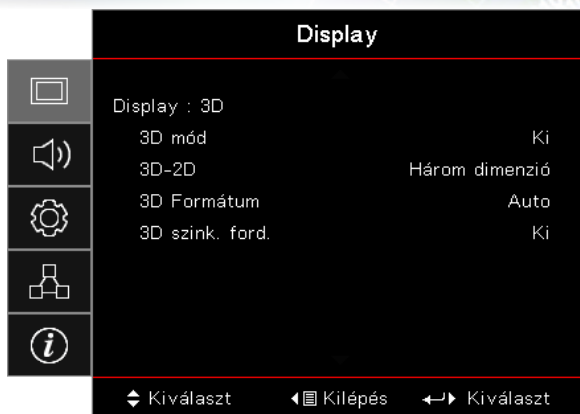 Display
Display : 3D
3D mód Ki
3D-2D Három dimenzió
3D Formátum Auto
3D szink. ford. Ki
Kiválaszt Kilépés Kiválaszt